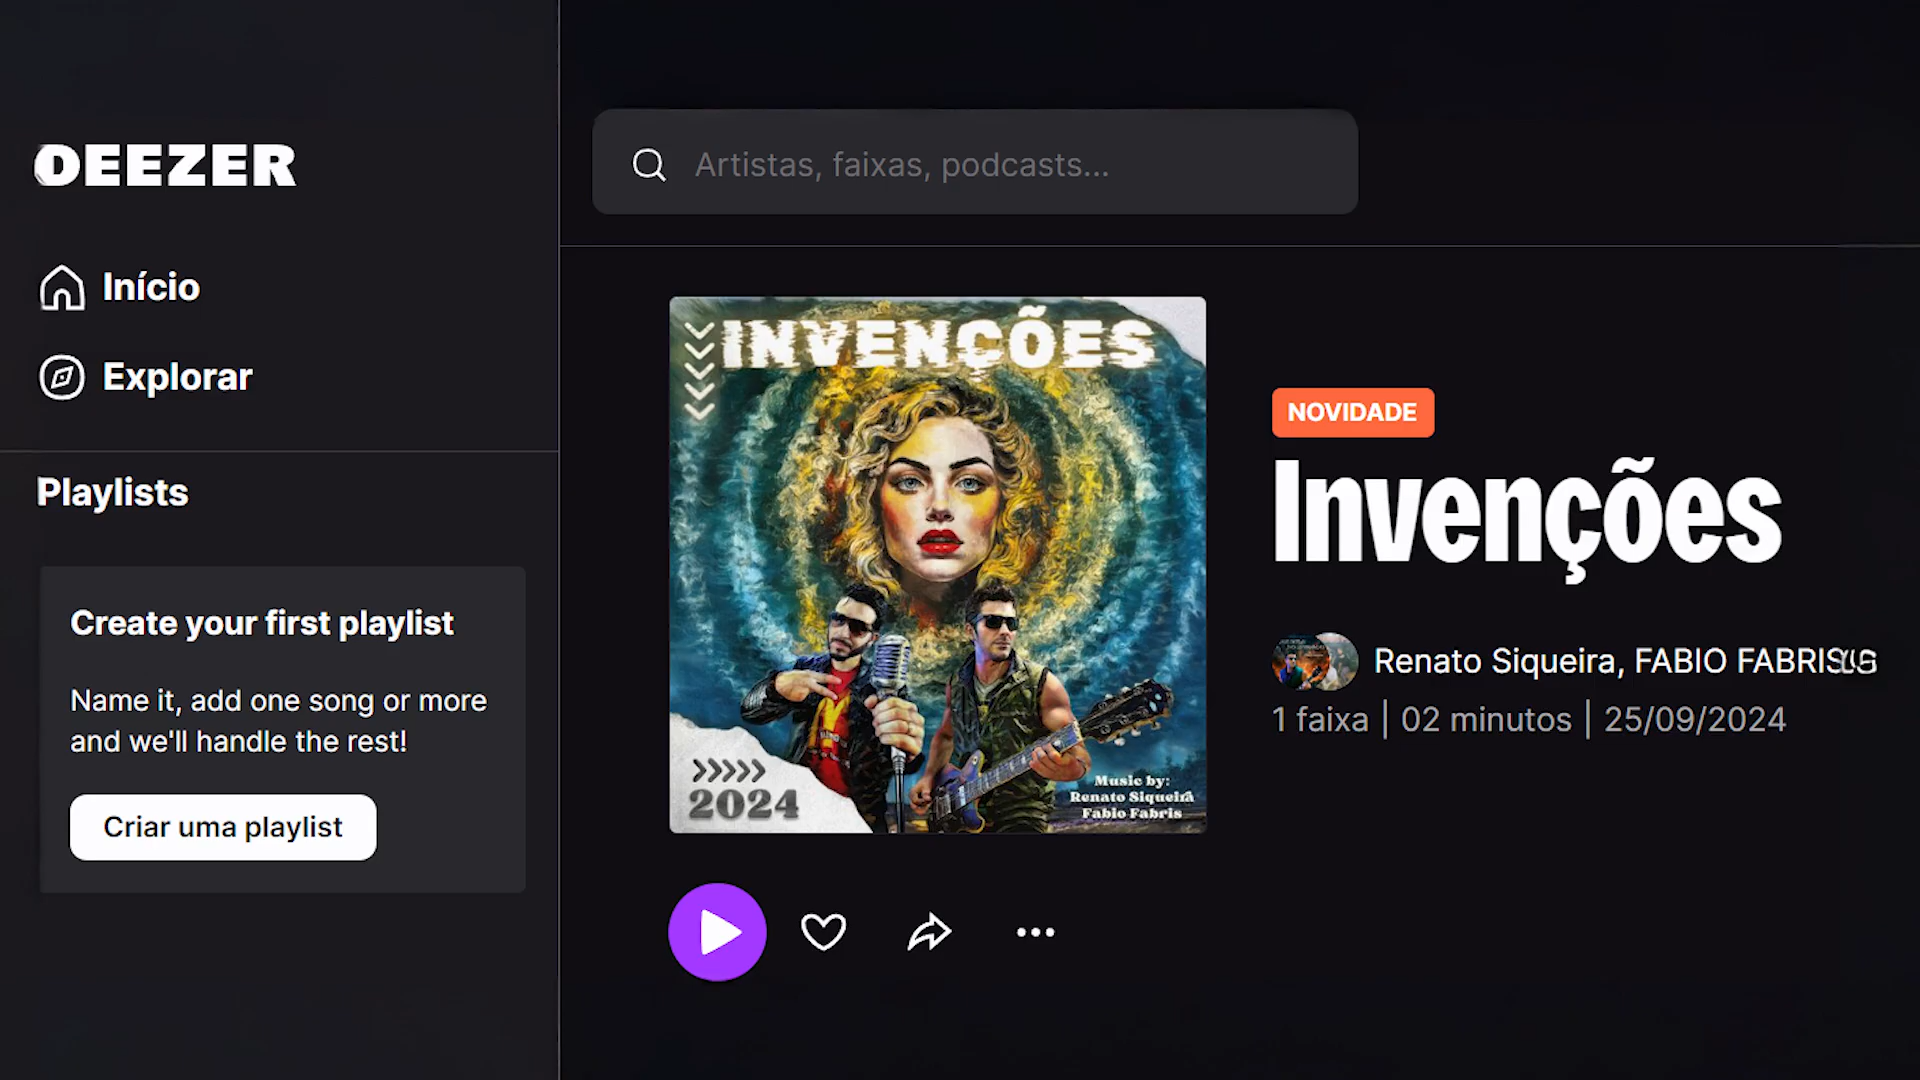 DEEZER
Início
Explorar
Playlists
Create your first playlist
Name it, add one song or more
and we'll handle the rest!
Criar uma playlist
Artistas, faixas, podcasts...
INVENÇÕES
2024
Music by:
Renato Siqueira
Fabio Fabris
NOVIDADE
Invenções
Renato Siqueira, FABIO FABRIS
1 faixa | 02 minutos | 25/09/2024